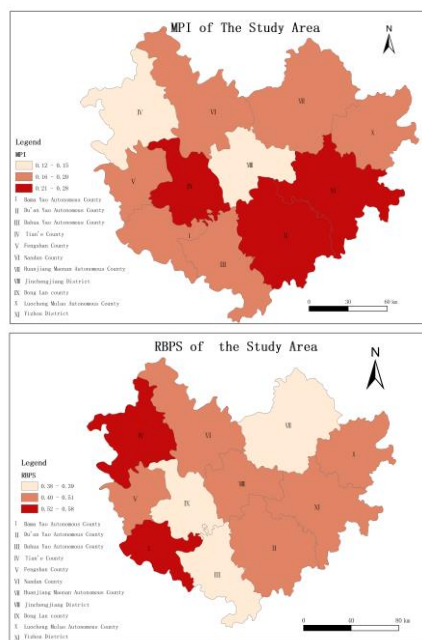 MPI of The Study Area
N
IV
VI
VII
X
V
IX
VIII
XI
I
II
III
Legend
MPI
0.12 - 0.15
0.16 - 0.20
0.21 - 0.28
I Bama Yao Autonomous County
II Du'an Yao Autonomous County
III Dahua Yao Autonomous County
IV Tian'e County
V Fengshan County
VI Nandan County
VII Huanjiang Maonan Autonomous County
VIII Jinchengjiang District
IX Dong Lan county
X Luocheng Mulao Autonomous County
XI Yizhou District
0 30 60 km
RBPS of the Study Area
N
IV
VI
VII
X
V
IX
VIII
XI
I
II
III
Legend
RBPS
0.38 - 0.39
0.40 - 0.51
0.52 - 0.58
I Bama Yao Autonomous County
II Du'an Yao Autonomous County
III Dahua Yao Autonomous County
IV Tian'e County
V Fengshan County
VI Nandan County
VII Huanjiang Maonan Autonomous County
VIII Jinchengjiang District
IX Dong Lan county
X Luocheng Mulao Autonomous County
XI Yizhou District
0 40 80 km